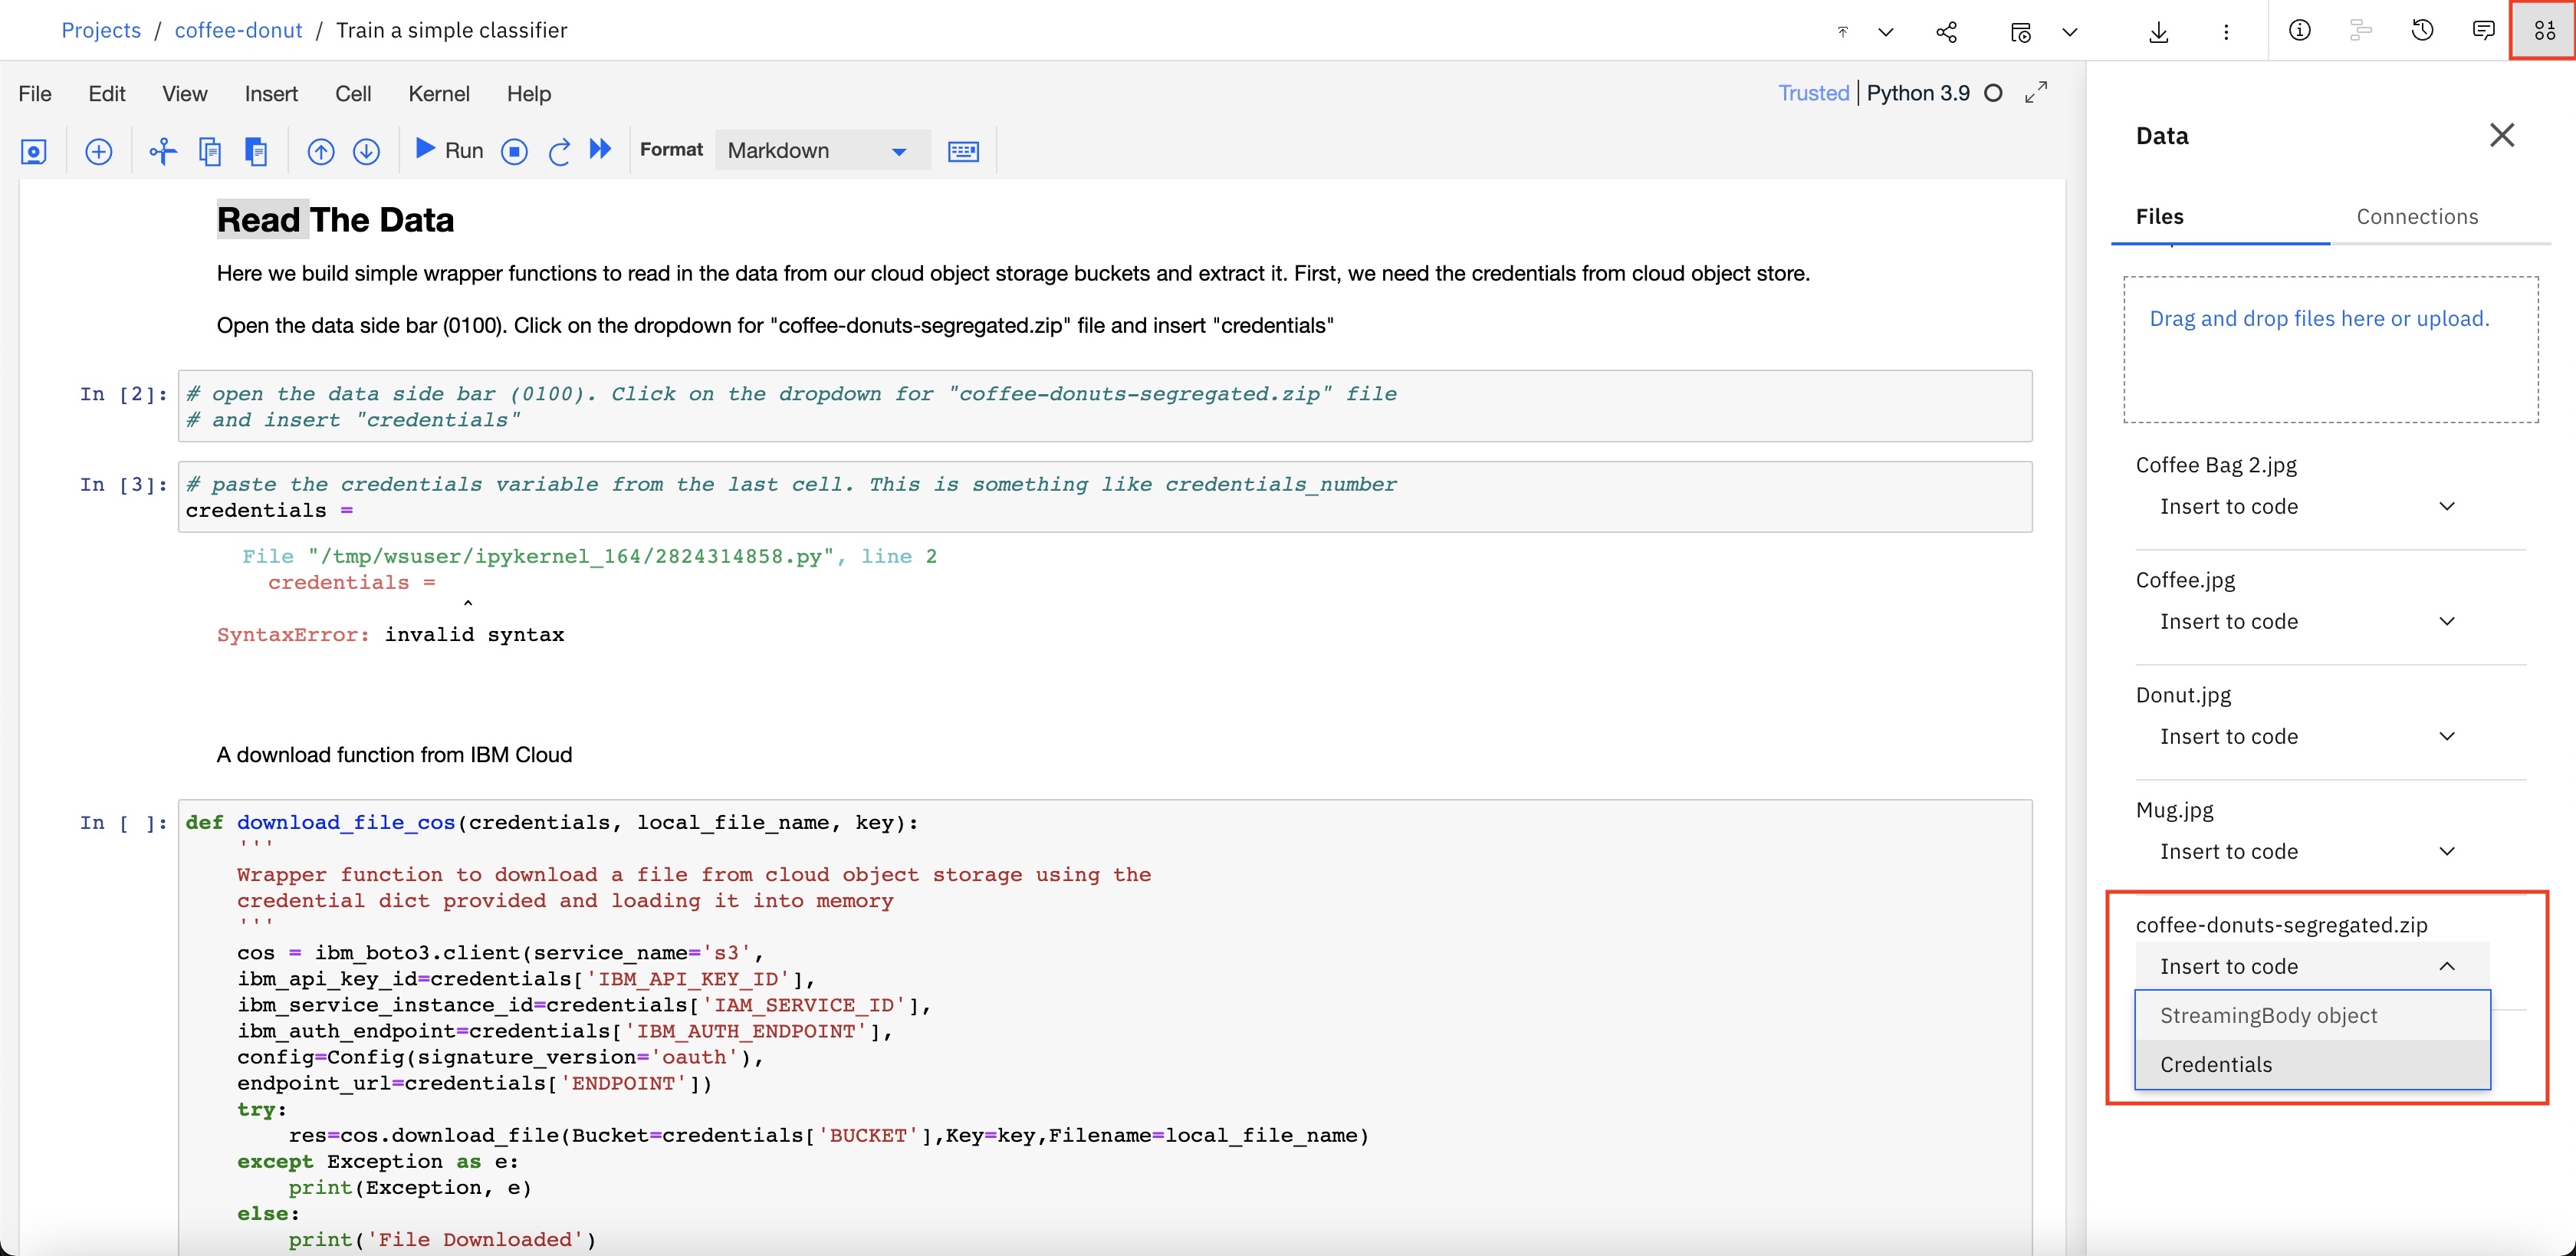 Projects / coffee-donut / Train a simple classifier
File Edit View Insert Cell Kernel Help
Trusted | Python 3.9
Run
Format
Markdown
Read The Data
Here we build simple wrapper functions to read in the data from our cloud object storage buckets and extract it. First, we need the credentials from cloud object store.
Open the data side bar (0100). Click on the dropdown for "coffee-donuts-segregated.zip" file and insert "credentials"
In [2]:
# open the data side bar (0100). Click on the dropdown for "coffee-donuts-segregated.zip" file
# and insert "credentials"
In [3]:
# paste the credentials variable from the last cell. This is something like credentials_number
credentials =
File "/tmp/wsuser/ipykernel_164/2824314858.py", line 2
credentials =
^
SyntaxError: invalid syntax
A download function from IBM Cloud
In [ ]:
def download_file_cos(credentials, local_file_name, key):
'''
Wrapper function to download a file from cloud object storage using the
credential dict provided and loading it into memory
'''
cos = ibm_boto3.client(service_name='s3',
ibm_api_key_id=credentials['IBM_API_KEY_ID'],
ibm_service_instance_id=credentials['IAM_SERVICE_ID'],
ibm_auth_endpoint=credentials['IBM_AUTH_ENDPOINT'],
config=Config(signature_version='oauth'),
endpoint_url=credentials['ENDPOINT'])
try:
res=cos.download_file(Bucket=credentials['BUCKET'],Key=key,Filename=local_file_name)
except Exception as e:
print(Exception, e)
else:
print('File Downloaded')
Data
Files
Connections
Drag and drop files here or upload.
Coffee Bag 2.jpg
Insert to code
Coffee.jpg
Insert to code
Donut.jpg
Insert to code
Mug.jpg
Insert to code
coffee-donuts-segregated.zip
Insert to code
StreamingBody object
Credentials